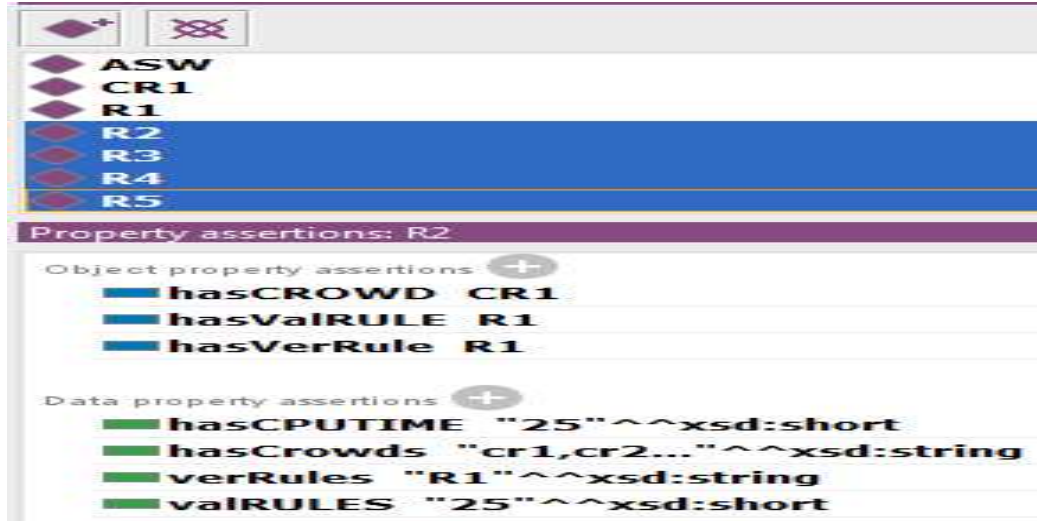 ASW
CR1
R1
R2
R3
R4
R5
Property assertions: R2
Object property assertions
hasCROWD CR1
hasValRULE R1
hasVerRule R1
Data property assertions
hasCPUTIME "25"^^xsd:short
hasCrowds "cr1,cr2..."^^xsd:string
verRules "R1"^^xsd:string
valRULES "25"^^xsd:short